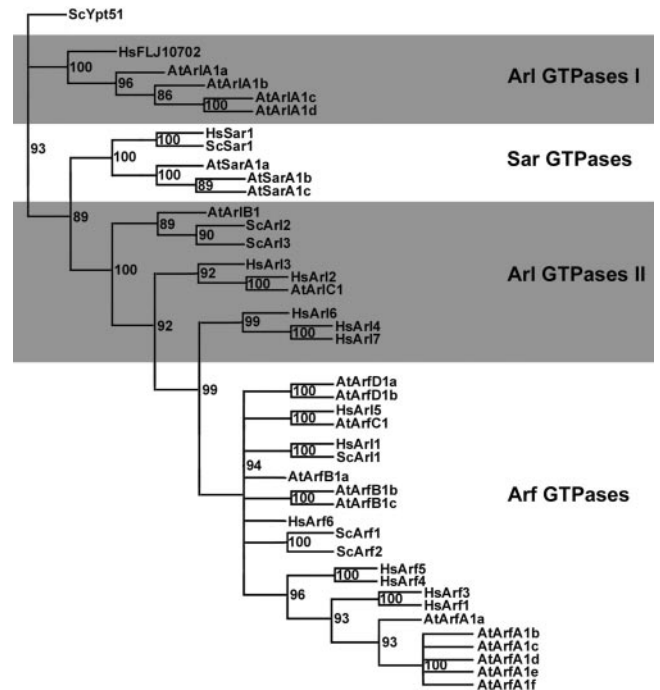 ScYpt51
HsFLJ10702
100
AtArlA1a
96
AtArlA1b
86
AtArlA1c
100
AtArlA1d
Arl GTPases I
93
HsSar1
100
ScSar1
100
AtSarA1a
100
AtSarA1b
89
AtSarA1c
Sar GTPases
89
AtArlB1
89
ScArl2
90
ScArl3
100
HsArl3
92
HsArl2
100
AtArlC1
Arl GTPases II
92
HsArl6
99
HsArl4
100
HsArl7
99
AtArfD1a
100
AtArfD1b
HsArl5
100
AtArfC1
HsArl1
100
ScArl1
94
AtArfB1a
AtArfB1b
100
AtArfB1c
Arf GTPases
HsArf6
ScArf1
100
ScArf2
HsArf5
100
HsArf4
96
HsArf3
100
HsArf1
93
AtArfA1a
93
AtArfA1b
AtArfA1c
AtArfA1d
100
AtArfA1e
AtArfA1f